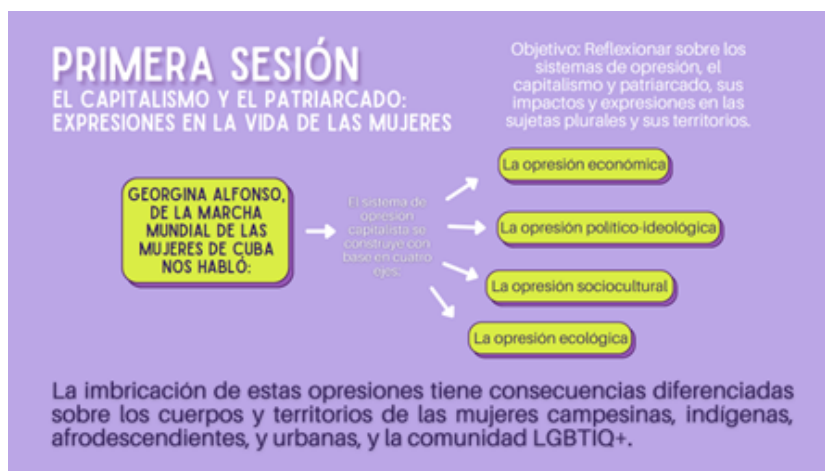 PRIMERA SESIÓN
EL CAPITALISMO Y EL PATRIARCADO:
EXPRESIONES EN LA VIDA DE LAS MUJERES
Objetivo: Reflexionar sobre los
sistemas de opresión, el
capitalismo y patriarcado, sus
impactos y expresiones en las
sujetas plurales y sus territorios.
GEORGINA ALFONSO,
DE LA MARCHA
MUNDIAL DE LAS
MUJERES DE CUBA
NOS HABLÓ:
El sistema de
opresión
capitalista se
construye con
base en cuatro
ejes:
La opresión económica
La opresión político-ideológica
La opresión sociocultural
La opresión ecológica
La imbricación de estas opresiones tiene consecuencias diferenciadas
sobre los cuerpos y territorios de las mujeres campesinas, indígenas,
afrodescendientes, y urbanas, y la comunidad LGBTIQ+.